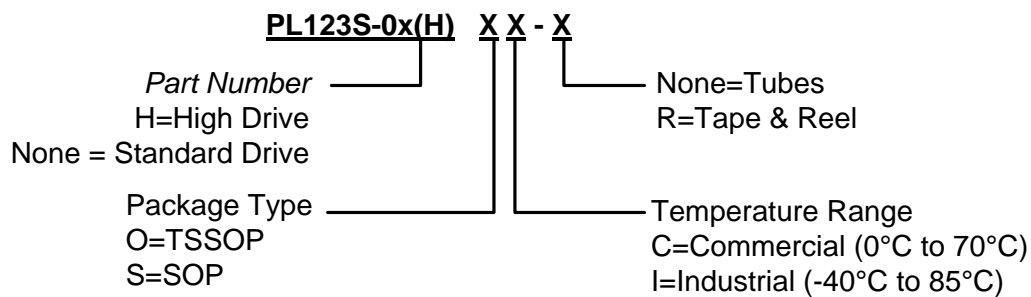 PL123S-0x(H) X X - X
Part Number
H=High Drive
None = Standard Drive
None=Tubes
R=Tape & Reel
Package Type
O=TSSOP
S=SOP
Temperature Range
C=Commercial (0°C to 70°C)
I=Industrial (-40°C to 85°C)